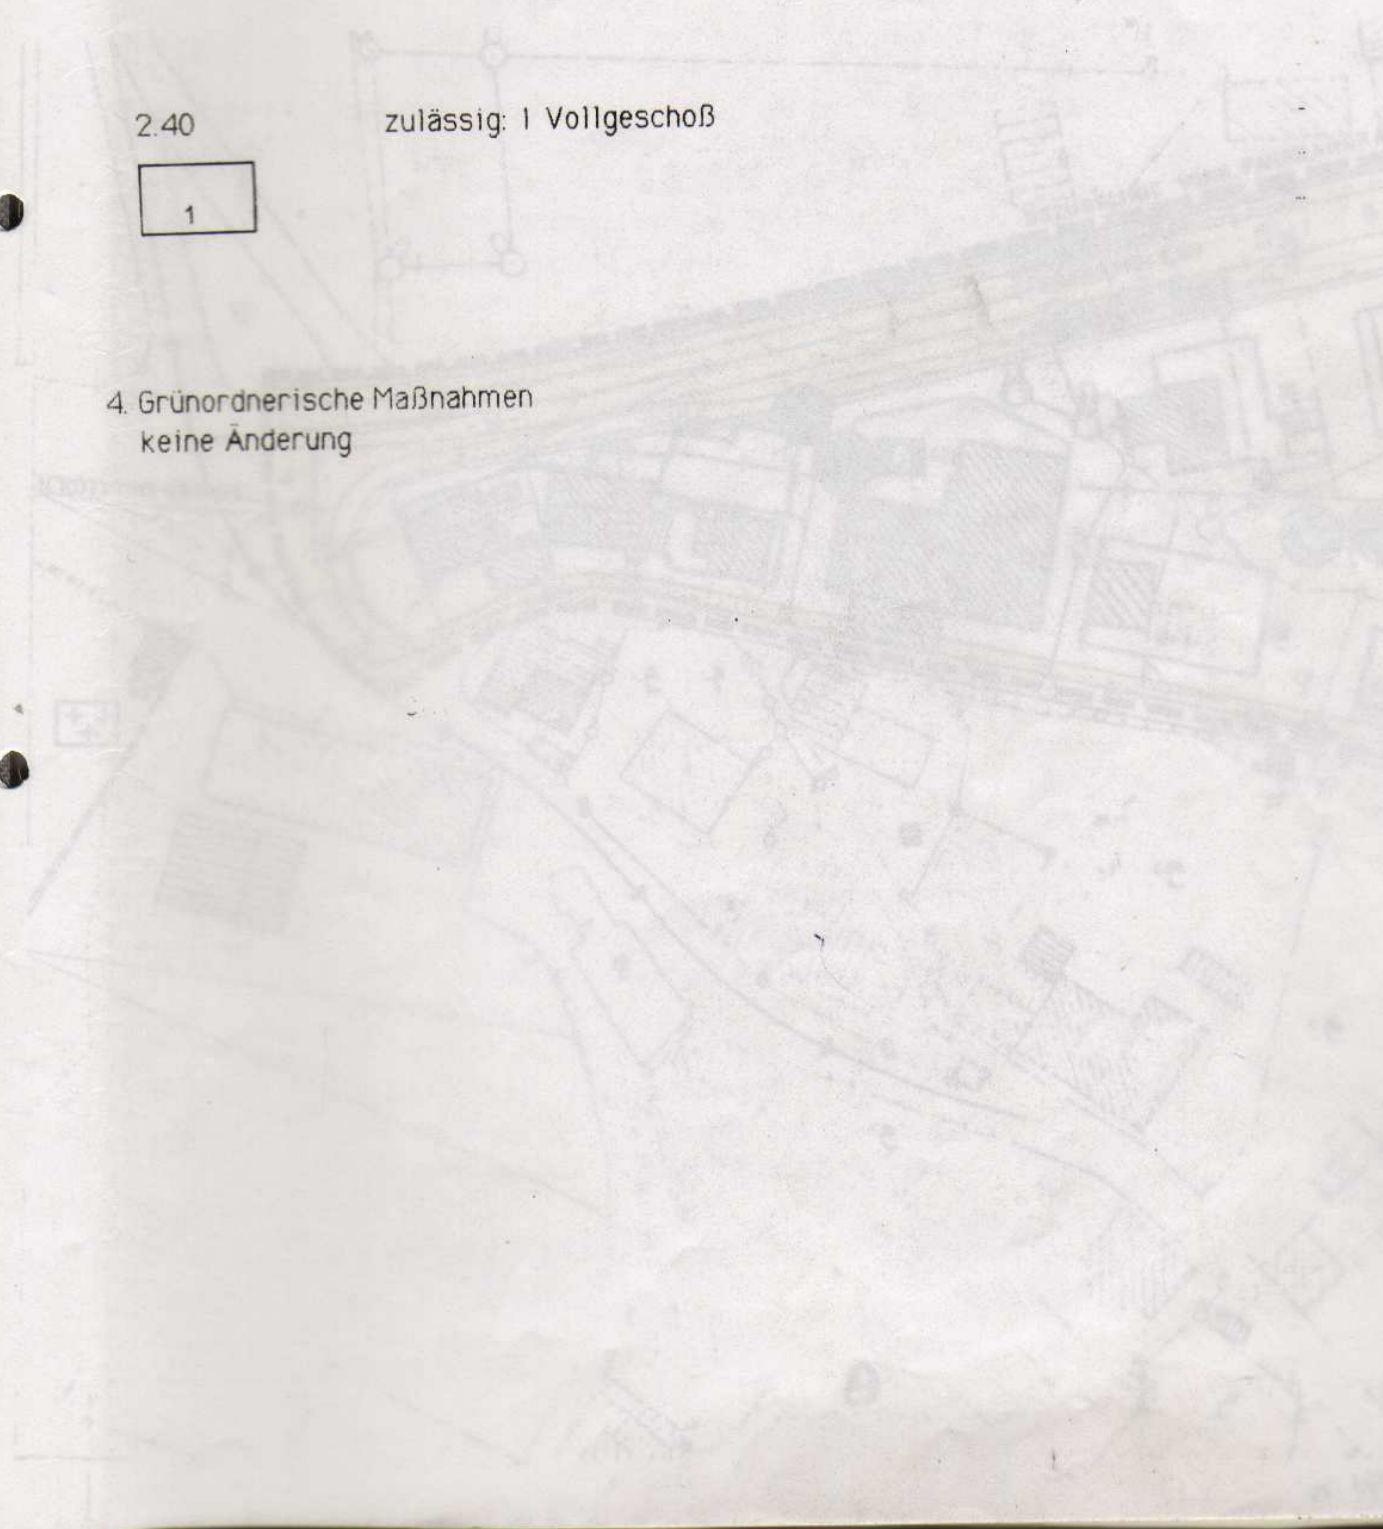 2.40 zulässig: I Vollgeschoß
1
4. Grünordnerische Maßnahmen
keine Änderung